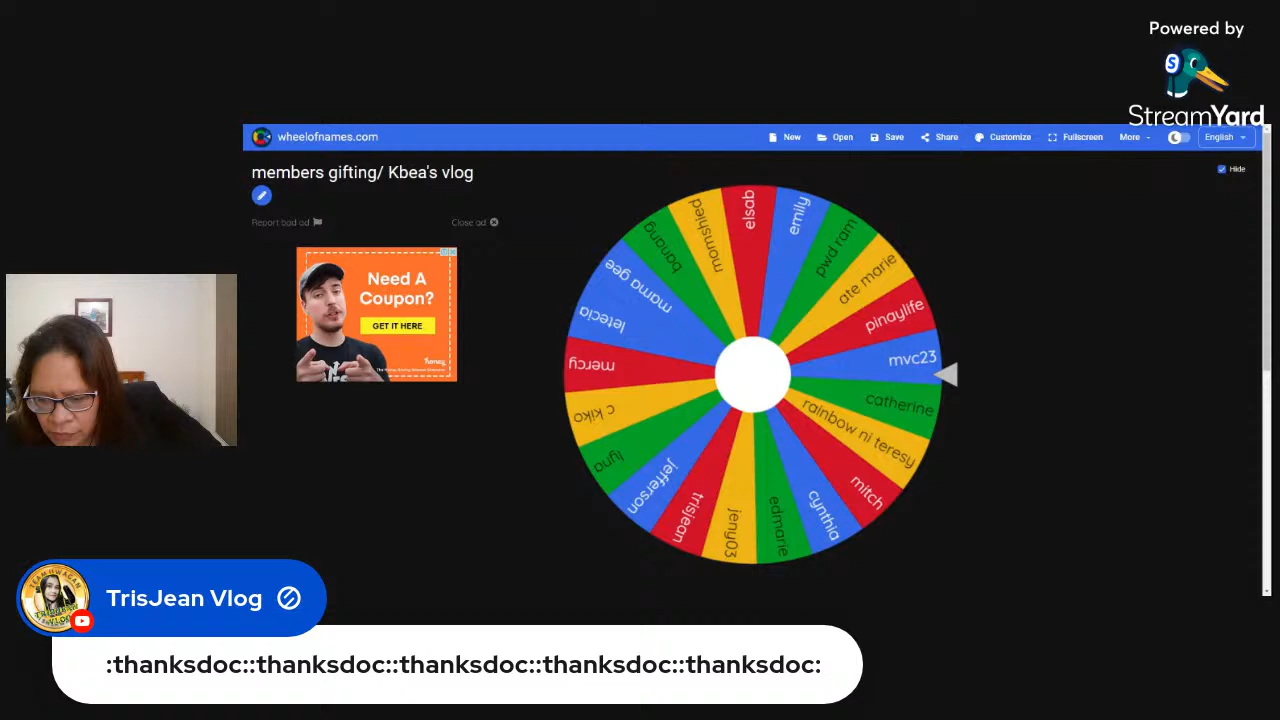 Powered by
StreamYard
wheelofnames.com
New
Open
Save
Share
Customize
Fullscreen
More
English
members gifting/ Kbea's vlog
Hide
Report bad ad
Close ad
Need A
Coupon?
GET IT HERE
honey
elsab
emily
pwd ram
ate marie
pinaylife
mvc23
catherine
rainbow ni teresy
mitch
cynthia
edmarie
jeny03
trisjean
jefferson
lyna
c kiko
mercy
letecia
mama gee
banang
momshied
TrisJean Vlog
:thanksdoc::thanksdoc::thanksdoc::thanksdoc::thanksdoc: